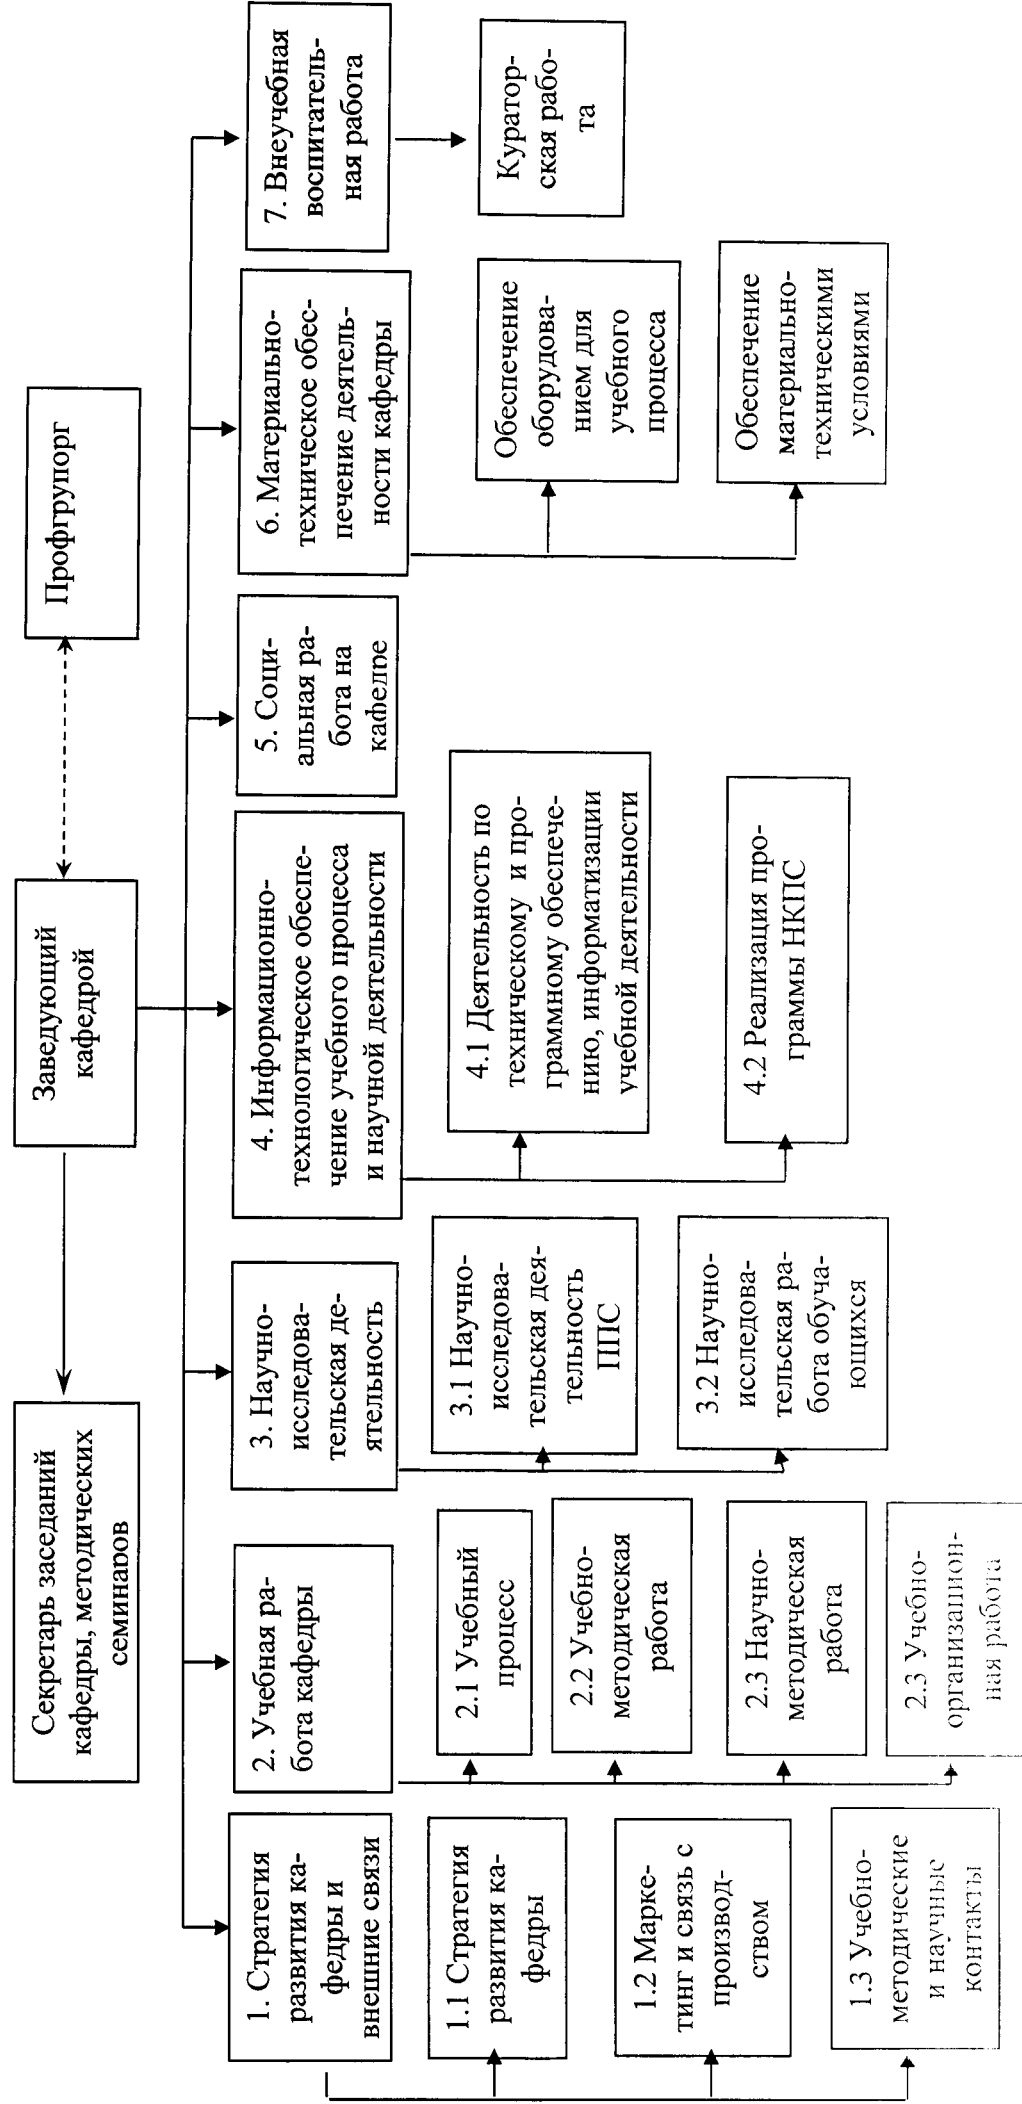 Секретарь заседаний
кафедры, методических
семинаров
Заведующий
кафедрой
Профгрупорг
1. Стратегия
развития ка-
федры и
внешние связи
1.1 Стратегия
развития ка-
федры
1.2 Марке-
тинг и связь с
производ-
ством
1.3 Учебно-
методические
и научные
контакты
2. Учебная ра-
бота кафедры
2.1 Учебный
процесс
2.2 Учебно-
методическая
работа
2.3 Научно-
методическая
работа
2.3 Учебно-
организацион-
ная работа
3. Научно-
исследова-
тельская де-
ятельность
3.1 Научно-
исследова-
тельская дея-
тельность
ППС
3.2 Научно-
исследова-
тельская ра-
бота обуча-
ющихся
4. Информационно-
технологическое обеспе-
чение учебного процесса
и научной деятельности
4.1 Деятельность по
техническому и про-
граммному обеспече-
нию, информатизации
учебной деятельности
4.2 Реализация про-
граммы НКПС
5. Соци-
альная ра-
бота на
кафедре
6. Материально-
техническое обес-
печение деятель-
ности кафедры
Обеспечение
оборудова-
нием для
учебного
процесса
Обеспечение
материально-
техническими
условиями
7. Внеучебная
воспитатель-
ная работа
Куратор-
ская рабо-
та